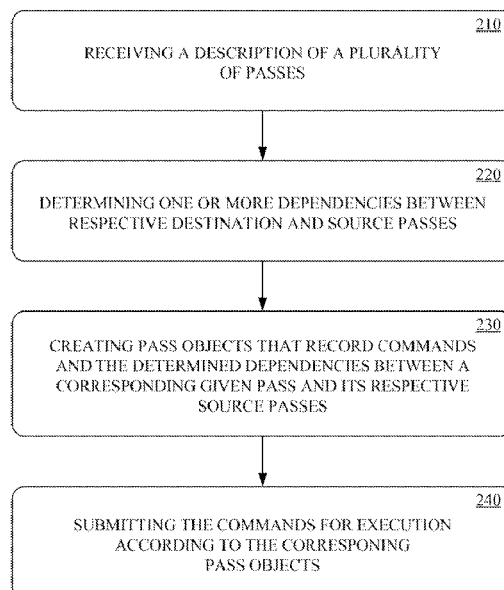 210
RECEIVING A DESCRIPTION OF A PLURALITY
OF PASSES
220
DETERMINING ONE OR MORE DEPENDENCIES BETWEEN
RESPECTIVE DESTINATION AND SOURCE PASSES
230
CREATING PASS OBJECTS THAT RECORD COMMANDS
AND THE DETERMINED DEPENDENCIES BETWEEN A
CORRESPONDING GIVEN PASS AND ITS RESPECTIVE
SOURCE PASSES
240
SUBMITTING THE COMMANDS FOR EXECUTION
ACCORDING TO THE CORRESPONING
PASS OBJECTS